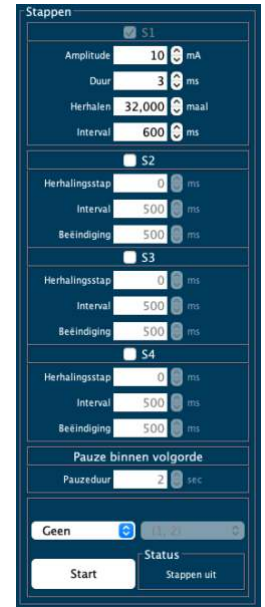 Stappen
S1
Amplitude 10 mA
Duur 3 ms
Herhalen 32,000 maal
Interval 600 ms
S2
Herhalingsstap 0 ms
Interval 500 ms
Beëindiging 500 ms
S3
Herhalingsstap 0 ms
Interval 500 ms
Beëindiging 500 ms
S4
Herhalingsstap 0 ms
Interval 500 ms
Beëindiging 500 ms
Pauze binnen volgorde
Pauzeduur 2 sec
Geen (1, 2)
Status
Start Stappen uit